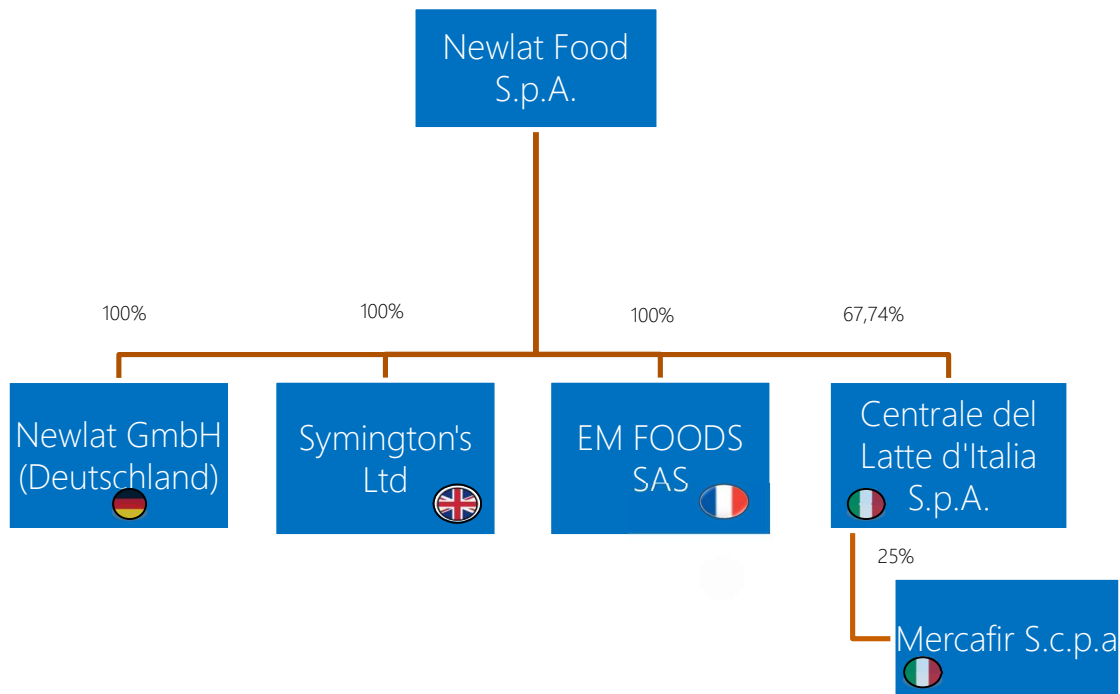 Newlat Food
S.p.A.
100%
100%
100%
67,74%
Newlat GmbH
(Deutschland)
Symington's
Ltd
EM FOODS
SAS
Centrale del
Latte d'Italia
S.p.A.
25%
Mercafir S.c.p.a